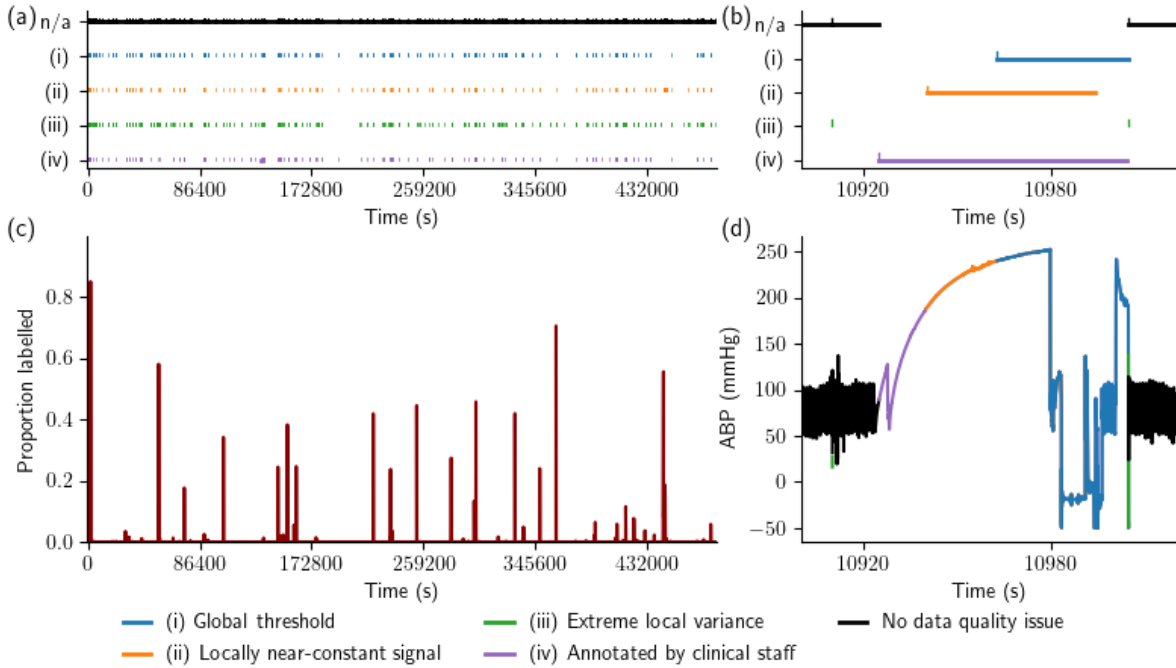 (a)
n/a
(i)
(ii)
(iii)
(iv)
0 86400 172800 259200 345600 432000
Time (s)
(b)
n/a
(i)
(ii)
(iii)
(iv)
10920 10980
Time (s)
(c)
Proportion labelled
0.8
0.6
0.4
0.2
0.0
0 86400 172800 259200 345600 432000
Time (s)
(d)
ABP (mmHg)
250
200
150
100
50
0
−50
10920 10980
Time (s)
(i) Global threshold
(ii) Locally near-constant signal
(iii) Extreme local variance
(iv) Annotated by clinical staff
No data quality issue